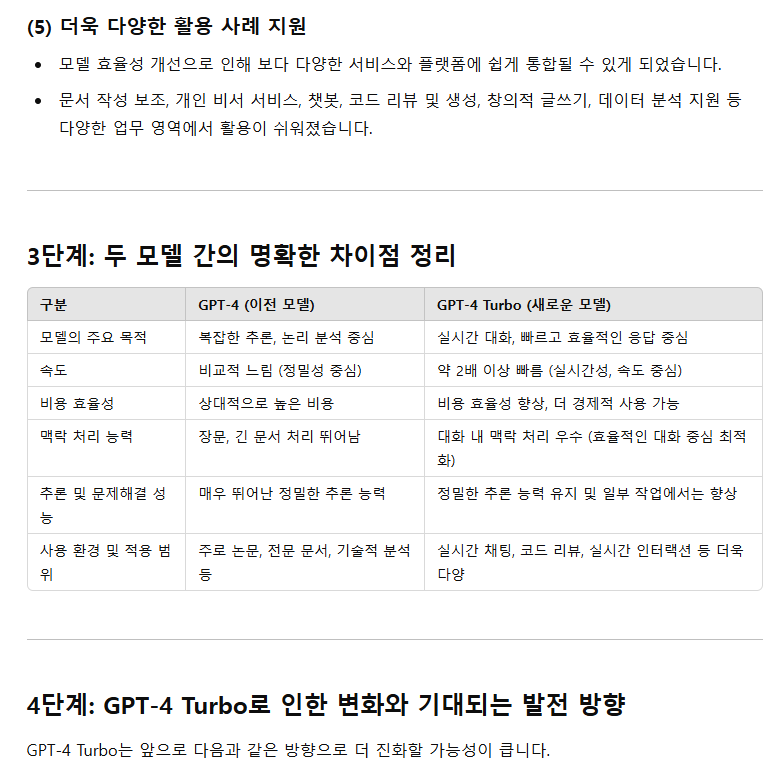 (5) 더욱 다양한 활용 사례 지원
• 모델 효율성 개선으로 인해 보다 다양한 서비스와 플랫폼에 쉽게 통합될 수 있게 되었습니다.
• 문서 작성 보조, 개인 비서 서비스, 챗봇, 코드 리뷰 및 생성, 창의적 글쓰기, 데이터 분석 지원 등
다양한 업무 영역에서 활용이 쉬워졌습니다.
3단계: 두 모델 간의 명확한 차이점 정리
구분 GPT-4 (이전 모델) GPT-4 Turbo (새로운 모델)
모델의 주요 목적 복잡한 추론, 논리 분석 중심 실시간 대화, 빠르고 효율적인 응답 중심
속도 비교적 느림 (정밀성 중심) 약 2배 이상 빠름 (실시간성, 속도 중심)
비용 효율성 상대적으로 높은 비용 비용 효율성 향상, 더 경제적 사용 가능
맥락 처리 능력 장문, 긴 문서 처리 뛰어남 대화 내 맥락 처리 우수 (효율적인 대화 중심 최적
화)
추론 및 문제해결 성 매우 뛰어난 정밀한 추론 능력 정밀한 추론 능력 유지 및 일부 작업에서는 향상
능
사용 환경 및 적용 범 주로 논문, 전문 문서, 기술적 분석 실시간 채팅, 코드 리뷰, 실시간 인터랙션 등 더욱
위 등 다양
4단계: GPT-4 Turbo로 인한 변화와 기대되는 발전 방향
GPT-4 Turbo는 앞으로 다음과 같은 방향으로 더 진화할 가능성이 큽니다.